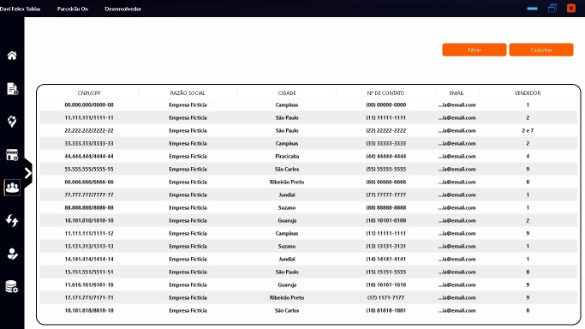 Davi Felex Tobias Parceirão On Desenvolvedor
Filtrar Cadastrar
CNPJ/CPF RAZÃO SOCIAL CIDADE Nº DE CONTATO EMAIL VENDEDOR
00.000.000/0000-00 Empresa Fictícia Campinas (00) 00000-0000 ...ia@email.com 1
11.111.111/1111-11 Empresa Fictícia São Paulo (11) 11111-1111 ...ia@email.com 2
22.222.222/2222-22 Empresa Fictícia São Paulo (22) 22222-2222 ...ia@email.com 2 e 7
33.333.333/3333-33 Empresa Fictícia Campinas (33) 33333-3333 ...ia@email.com 2
44.444.444/4444-44 Empresa Fictícia Piracicaba (44) 44444-4444 ...ia@email.com 4
55.555.555/5555-55 Empresa Fictícia São Carlos (55) 55555-5555 ...ia@email.com 9
66.666.666/6666-66 Empresa Fictícia Ribeirão Preto (66) 66666-6666 ...ia@email.com 8
77.777.777/7777-77 Empresa Fictícia Jundiaí (77) 77777-7777 ...ia@email.com 1
88.888.888/8888-88 Empresa Fictícia Suzano (88) 88888-8888 ...ia@email.com 1
10.101.010/1010-10 Empresa Fictícia Guarujá (10) 10101-0100 ...ia@email.com 2
11.111.111/1111-12 Empresa Fictícia Campinas (11) 11111-1111 ...ia@email.com 9
13.131.313/1313-13 Empresa Fictícia Suzano (13) 13131-3131 ...ia@email.com 1
14.141.414/1414-14 Empresa Fictícia Jundiaí (14) 14141-4141 ...ia@email.com 1
15.151.551/5511-51 Empresa Fictícia São Paulo (15) 15151-5555 ...ia@email.com 8
11.616.161/6161-16 Empresa Fictícia Guarujá (16) 16161-1616 ...ia@email.com 9
17.171.771/7171-71 Empresa Fictícia Ribeirão Preto (17) 1171-7177 ...ia@email.com 9
18.181.818/8818-18 Empresa Fictícia São Carlos (18) 81818-1881 ...ia@email.com 8